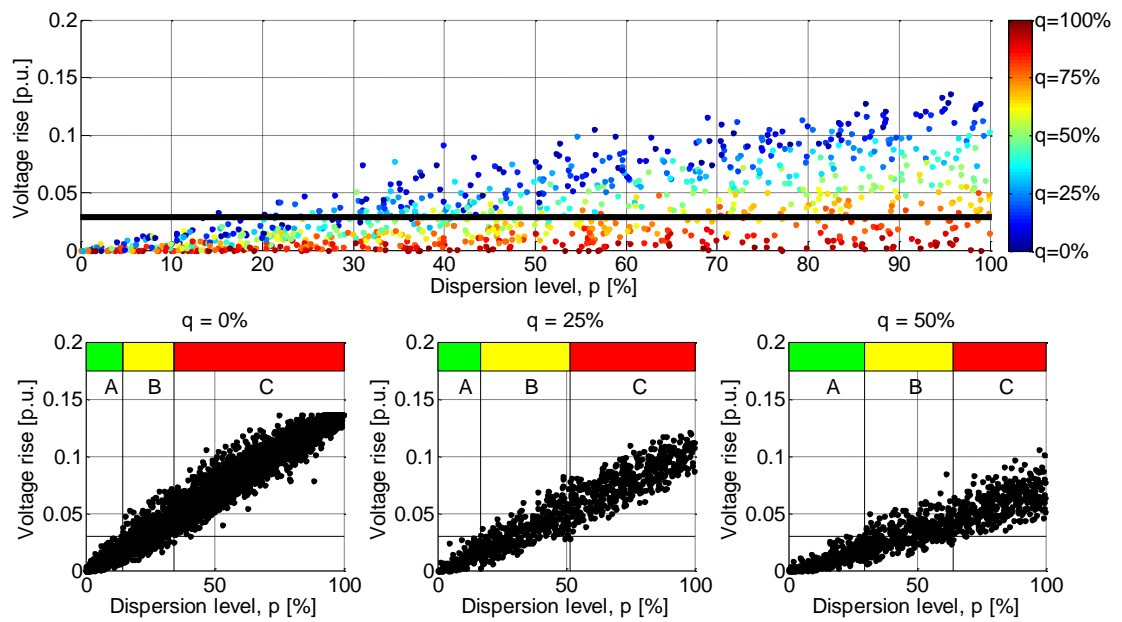 0.2
0.15
0.1
0.05
0
Voltage rise [p.u.]
0 10 20 30 40 50 60 70 80 90 100
Dispersion level, p [%]
q=100%
q=75%
q=50%
q=25%
q=0%
q = 0%
0.2
0.15
0.1
0.05
0
Voltage rise [p.u.]
A B C
0 50 100
Dispersion level, p [%]
q = 25%
0.2
0.15
0.1
0.05
0
Voltage rise [p.u.]
A B C
0 50 100
Dispersion level, p [%]
q = 50%
0.2
0.15
0.1
0.05
0
Voltage rise [p.u.]
A B C
0 50 100
Dispersion level, p [%]